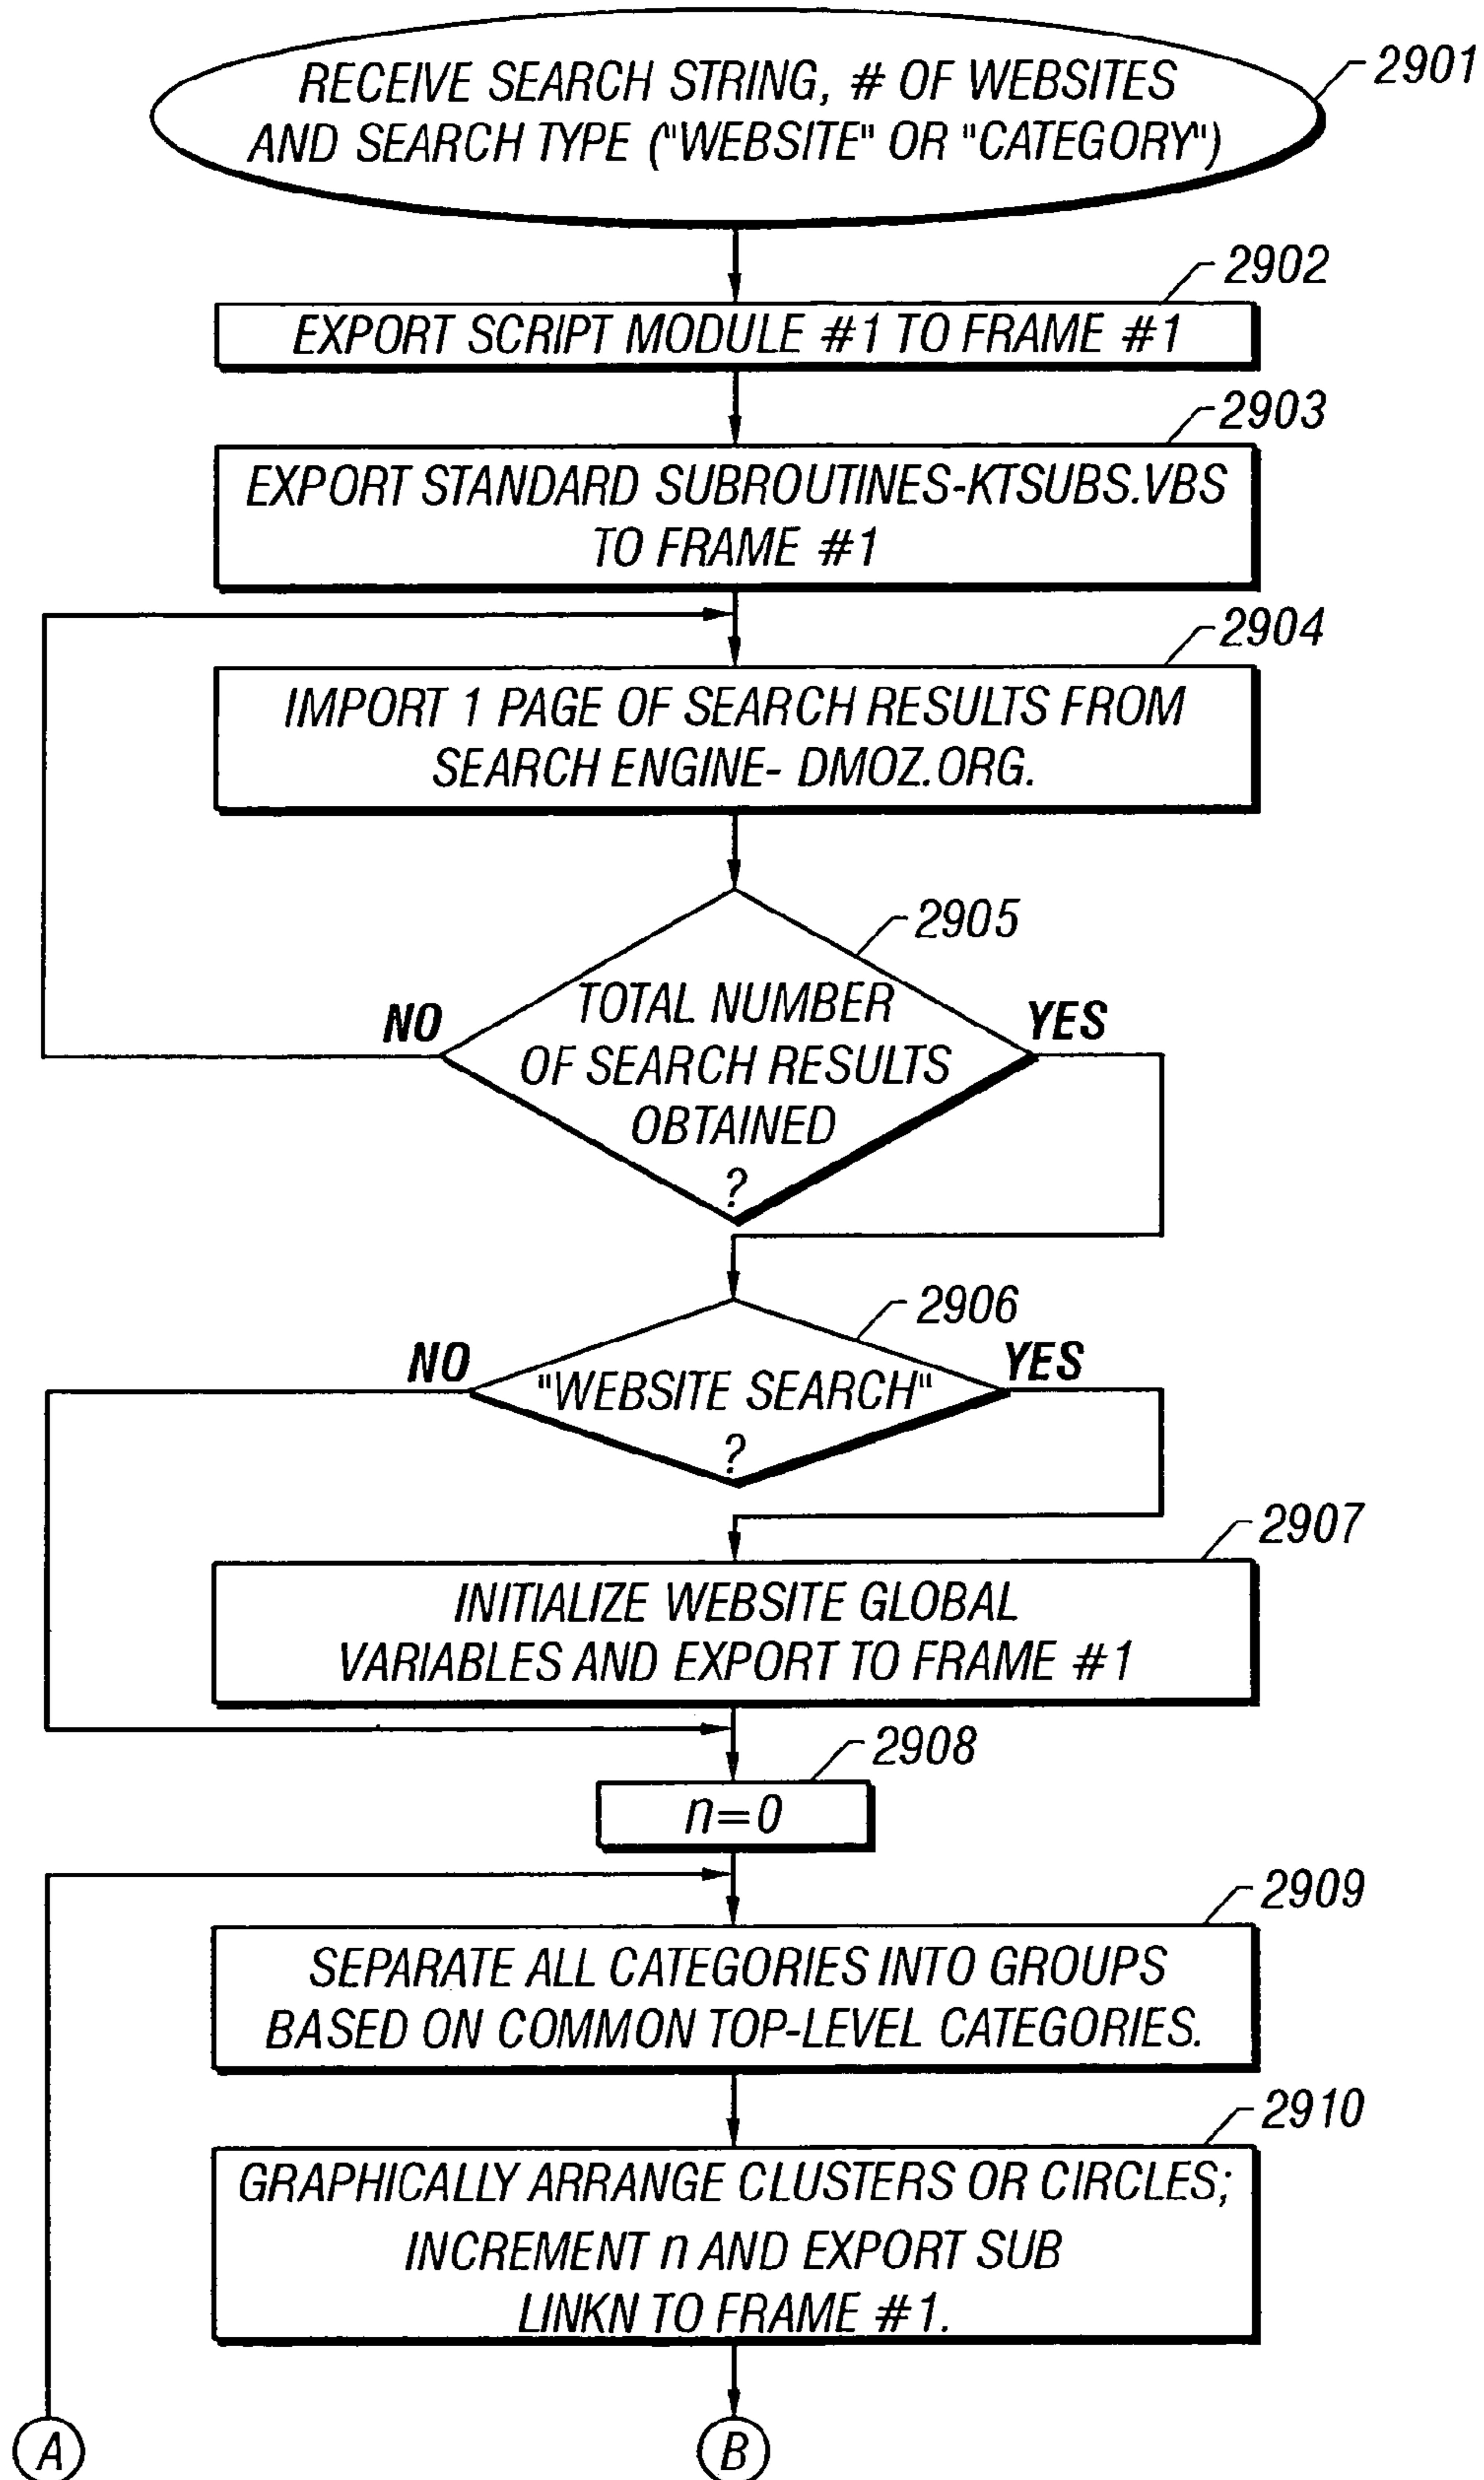 RECEIVE SEARCH STRING, # OF WEBSITES
AND SEARCH TYPE ("WEBSITE" OR "CATEGORY")
2901
2902
EXPORT SCRIPT MODULE #1 TO FRAME #1
2903
EXPORT STANDARD SUBROUTINES-KTSUBS.VBS
TO FRAME #1
2904
IMPORT 1 PAGE OF SEARCH RESULTS FROM
SEARCH ENGINE- DMOZ.ORG.
2905
NO
YES
TOTAL NUMBER
OF SEARCH RESULTS
OBTAINED
?
2906
NO
YES
"WEBSITE SEARCH"
?
2907
INITIALIZE WEBSITE GLOBAL
VARIABLES AND EXPORT TO FRAME #1
2908
n=0
2909
SEPARATE ALL CATEGORIES INTO GROUPS
BASED ON COMMON TOP-LEVEL CATEGORIES.
2910
GRAPHICALLY ARRANGE CLUSTERS OR CIRCLES;
INCREMENT n AND EXPORT SUB
LINKN TO FRAME #1.
A
B